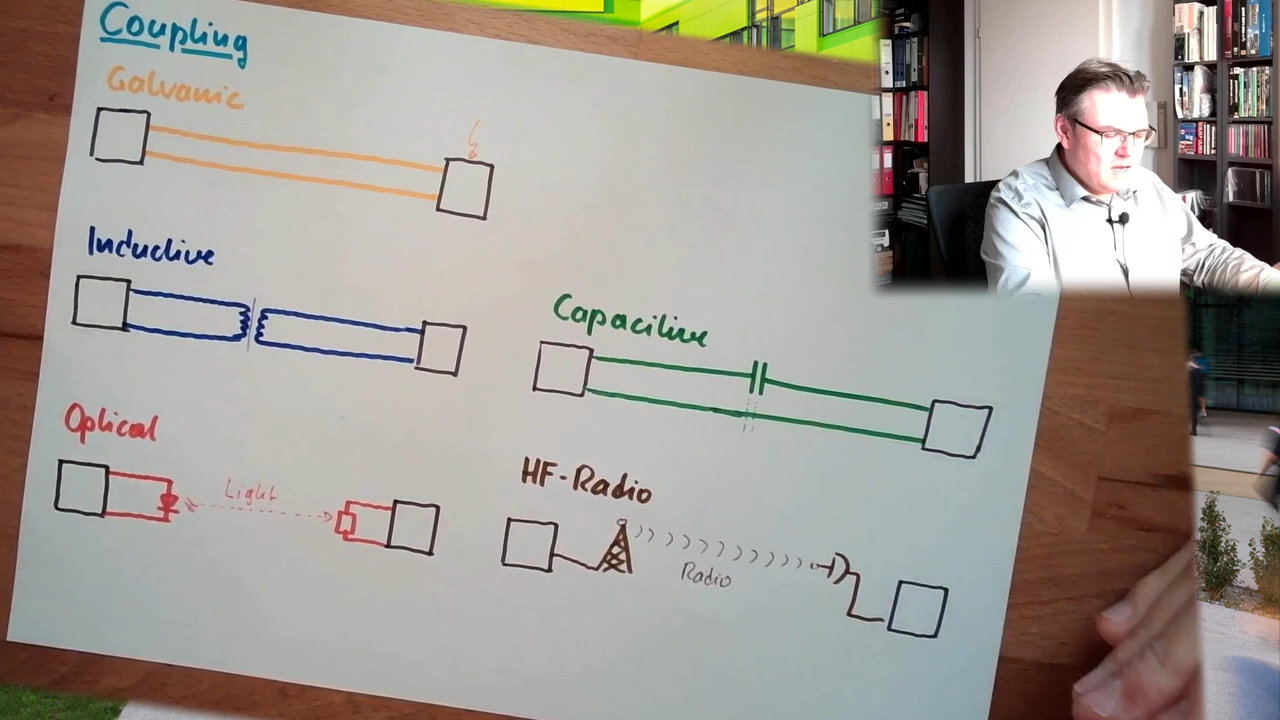 Coupling
Galvanic
Inductive
Capacitive
Optical
Light
HF-Radio
Radio